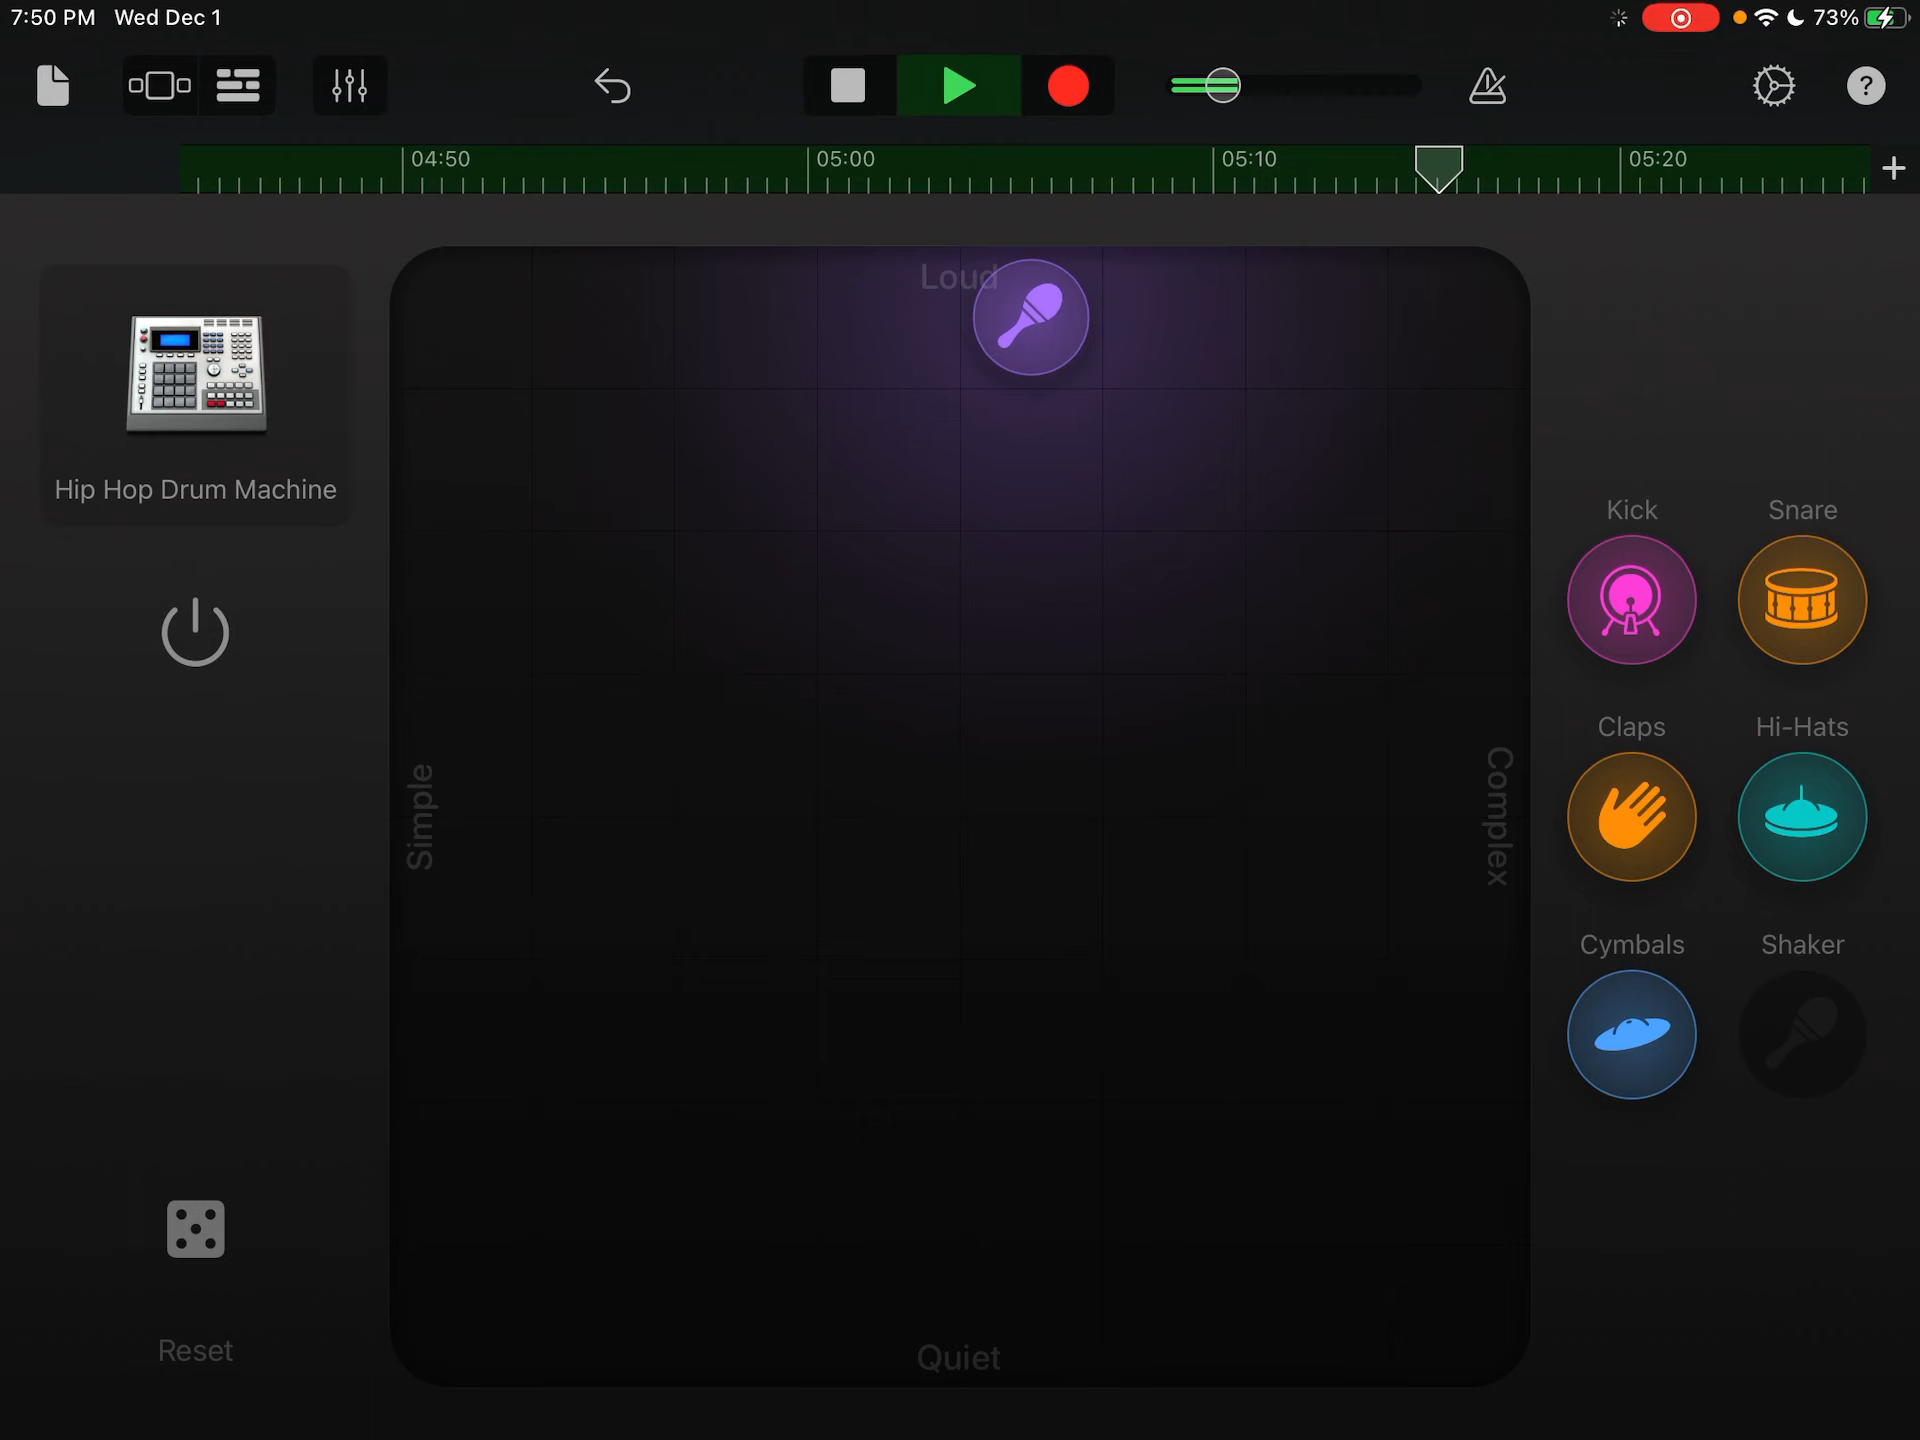 7:50 PM Wed Dec 1
73%
?
04:50
05:00
05:10
05:20
Loud
Hip Hop Drum Machine
Kick
Snare
Claps
Hi-Hats
Simple
Complex
Cymbals
Shaker
Reset
Quiet